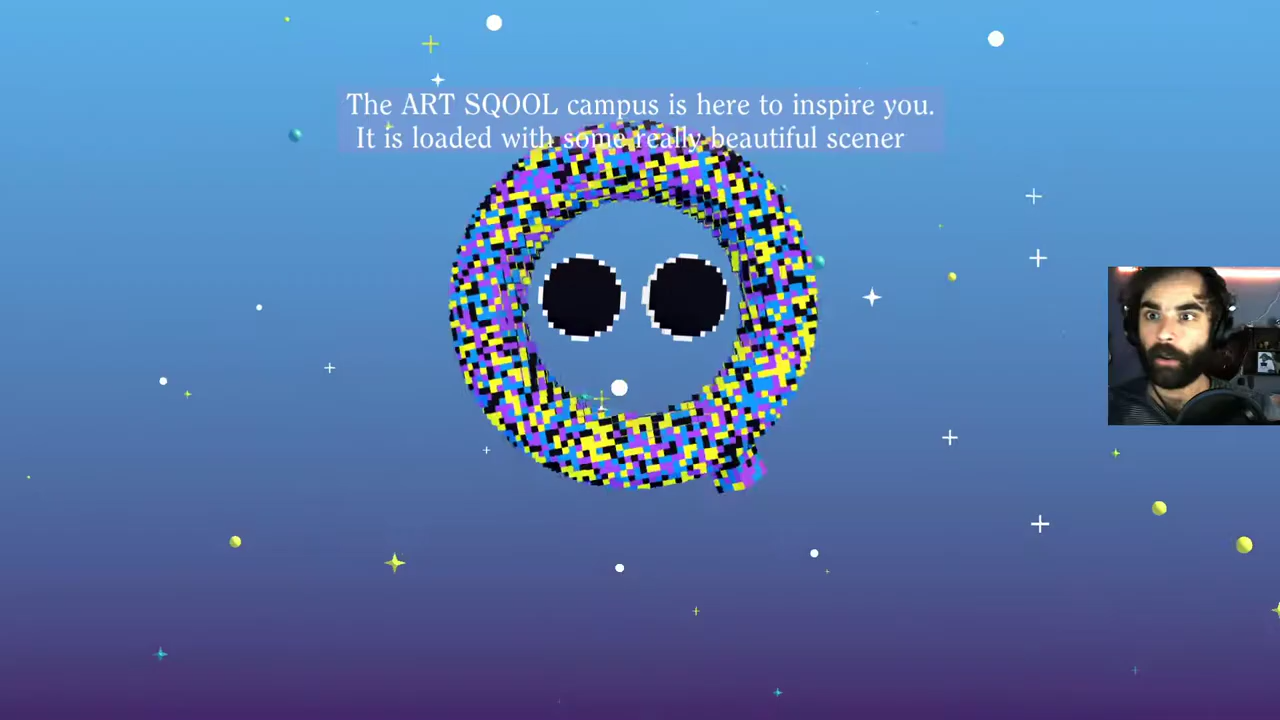 The ART SQOOL campus is here to inspire you.
It is loaded with some really beautiful scener